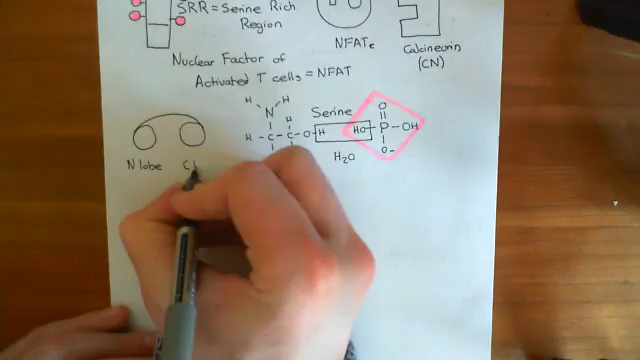 SRR = Serine Rich
Region
NFATc
Calcineurin
(CN)
Nuclear Factor of
Activated T cells = NFAT
H H
N
H
Serine
H - C - C - O - H HO - P - OH
O
O-
H2O
N lobe C l